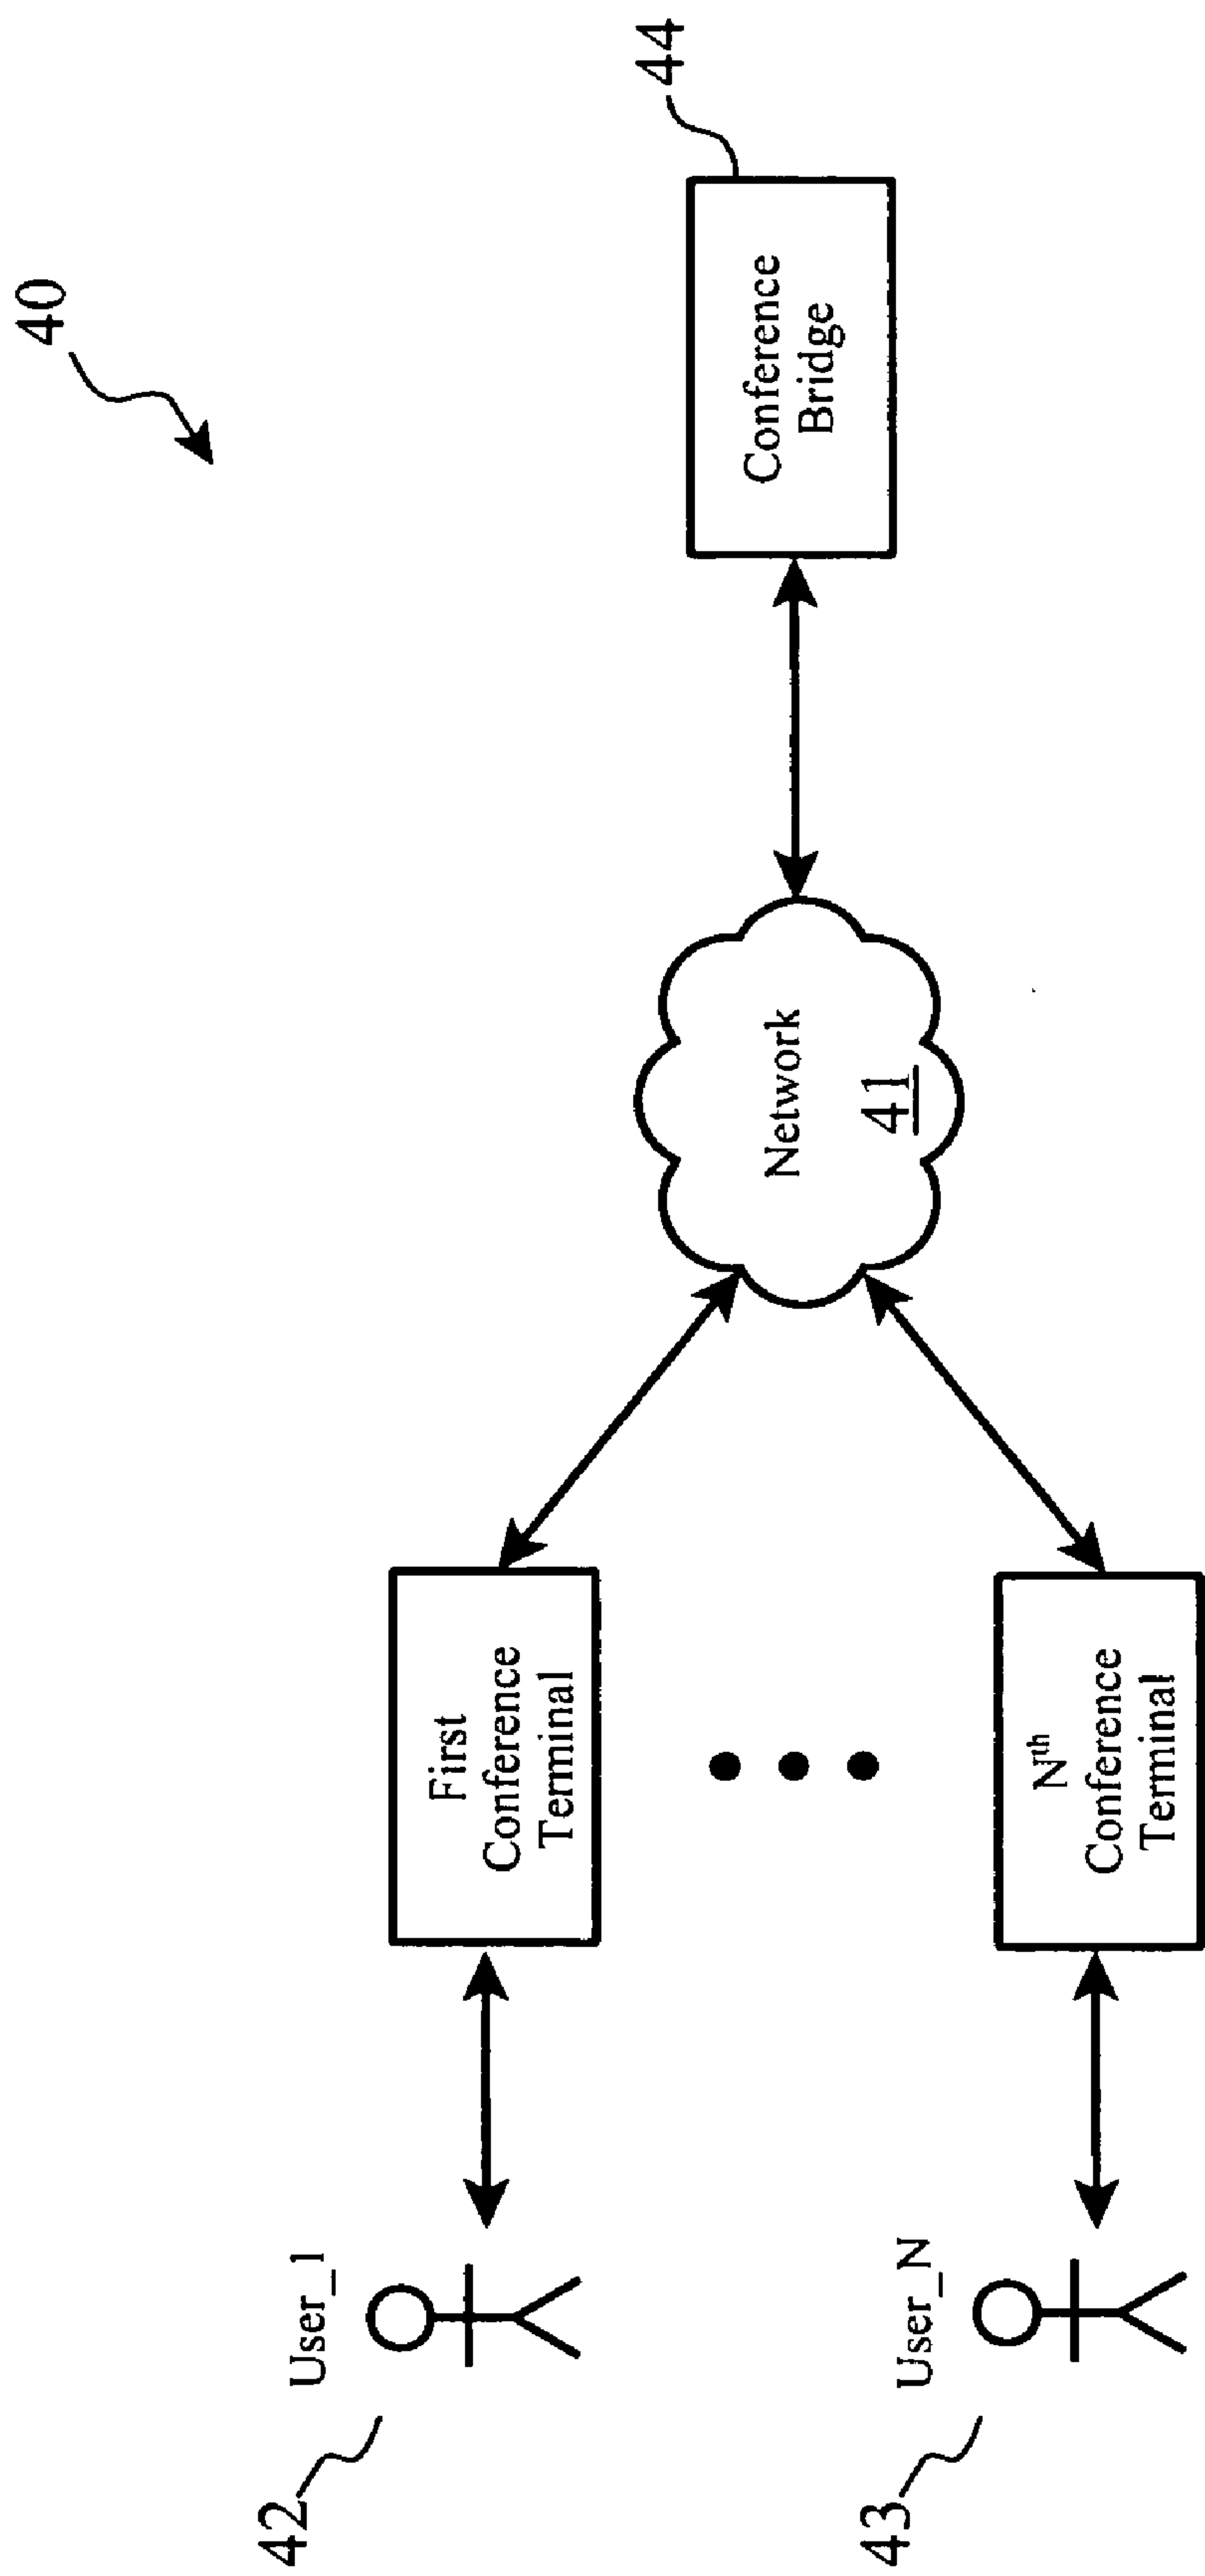 40
44
Conference
Bridge
Network
41
First
Conference
Terminal
Nth
Conference
Terminal
User_1
42
User_N
43